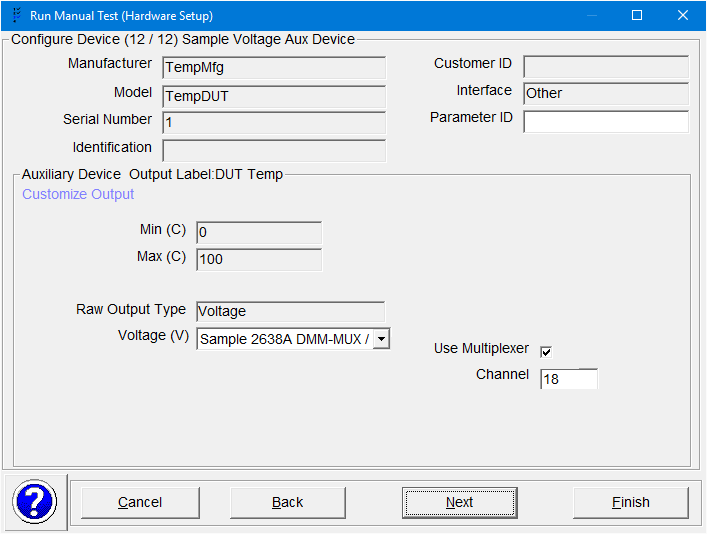 Run Manual Test (Hardware Setup)
Configure Device (12 / 12) Sample Voltage Aux Device
Manufacturer TempMfg
Customer ID
Model TempDUT
Interface Other
Serial Number 1
Parameter ID
Identification
Auxiliary Device Output Label:DUT Temp
Customize Output
Min (C) 0
Max (C) 100
Raw Output Type Voltage
Voltage (V) Sample 2638A DMM-MUX /
Use Multiplexer
Channel 18
? Cancel Back Next Finish